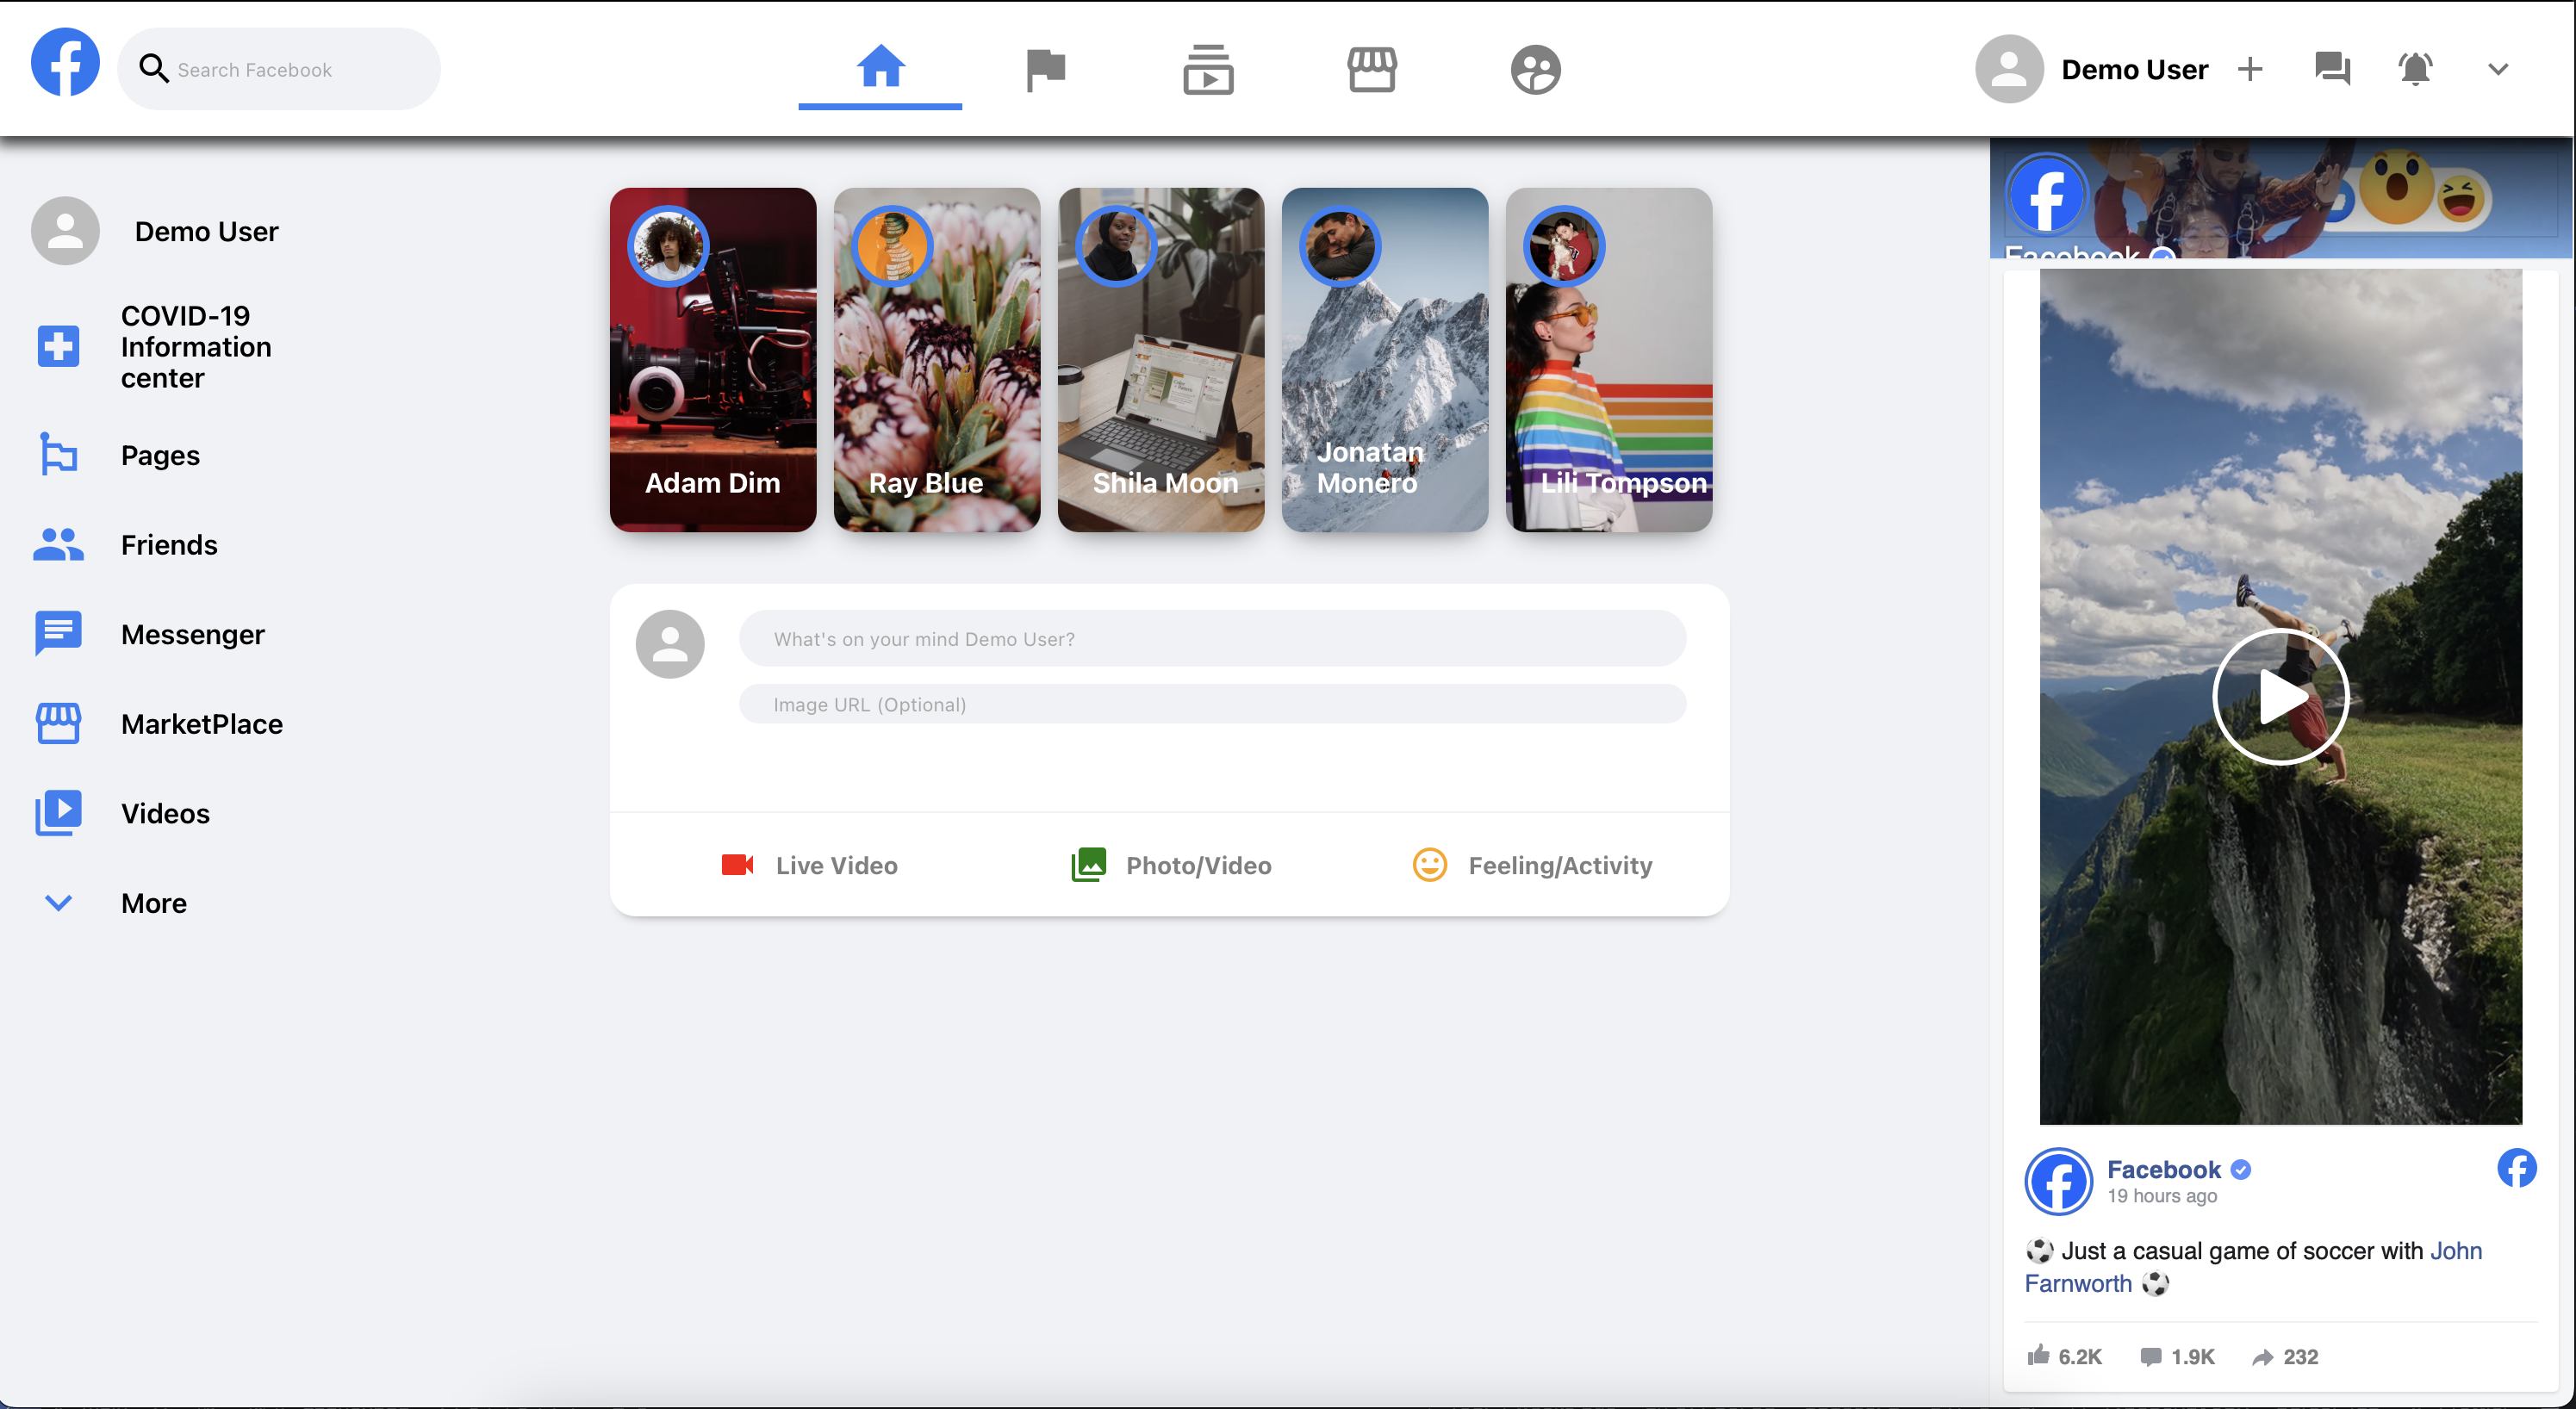 Search Facebook
Demo User
Demo User
COVID-19
Information
center
Pages
Friends
Messenger
MarketPlace
Videos
More
Adam Dim
Ray Blue
Shila Moon
Jonatan
Monero
Lili Tompson
What's on your mind Demo User?
Image URL (Optional)
Live Video
Photo/Video
Feeling/Activity
Facebook
Facebook
19 hours ago
⚽ Just a casual game of soccer with John
Farnworth ⚽
6.2K
1.9K
232